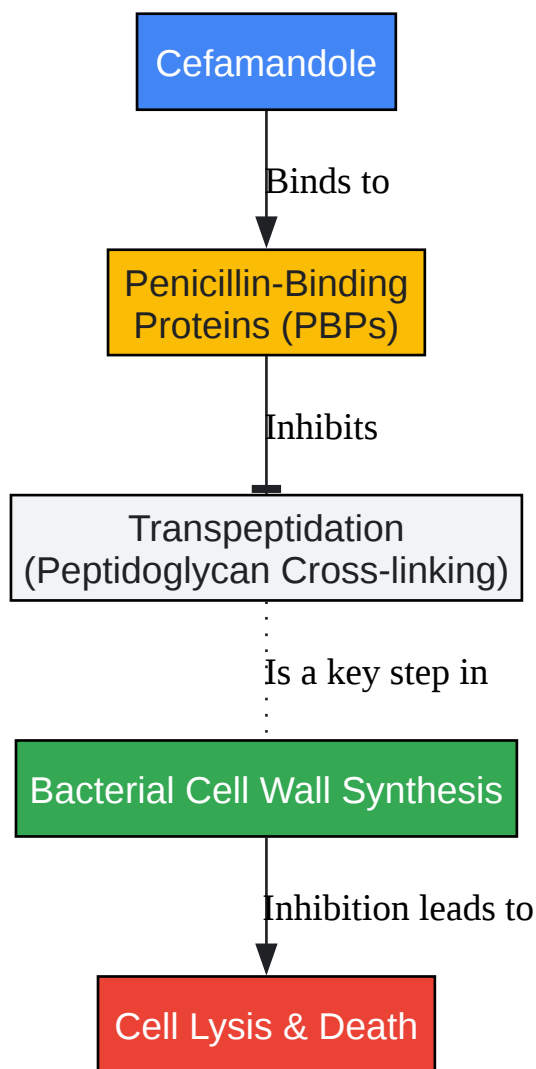 Cefamandole
Binds to
Penicillin-Binding
Proteins (PBPs)
Inhibits
Transpeptidation
(Peptidoglycan Cross-linking)
Is a key step in
Bacterial Cell Wall Synthesis
Inhibition leads to
Cell Lysis & Death